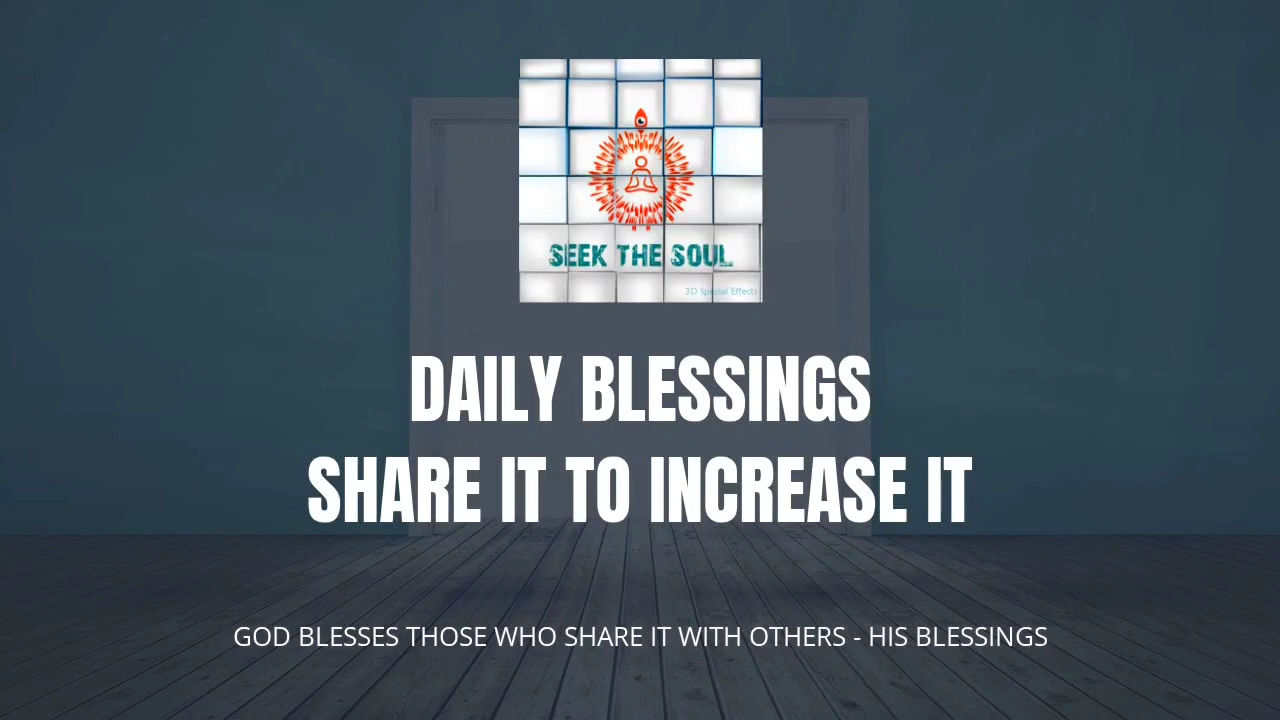 SEEK THE SOUL
3D Special Effects
DAILY BLESSINGS
SHARE IT TO INCREASE IT
GOD BLESSES THOSE WHO SHARE IT WITH OTHERS - HIS BLESSINGS